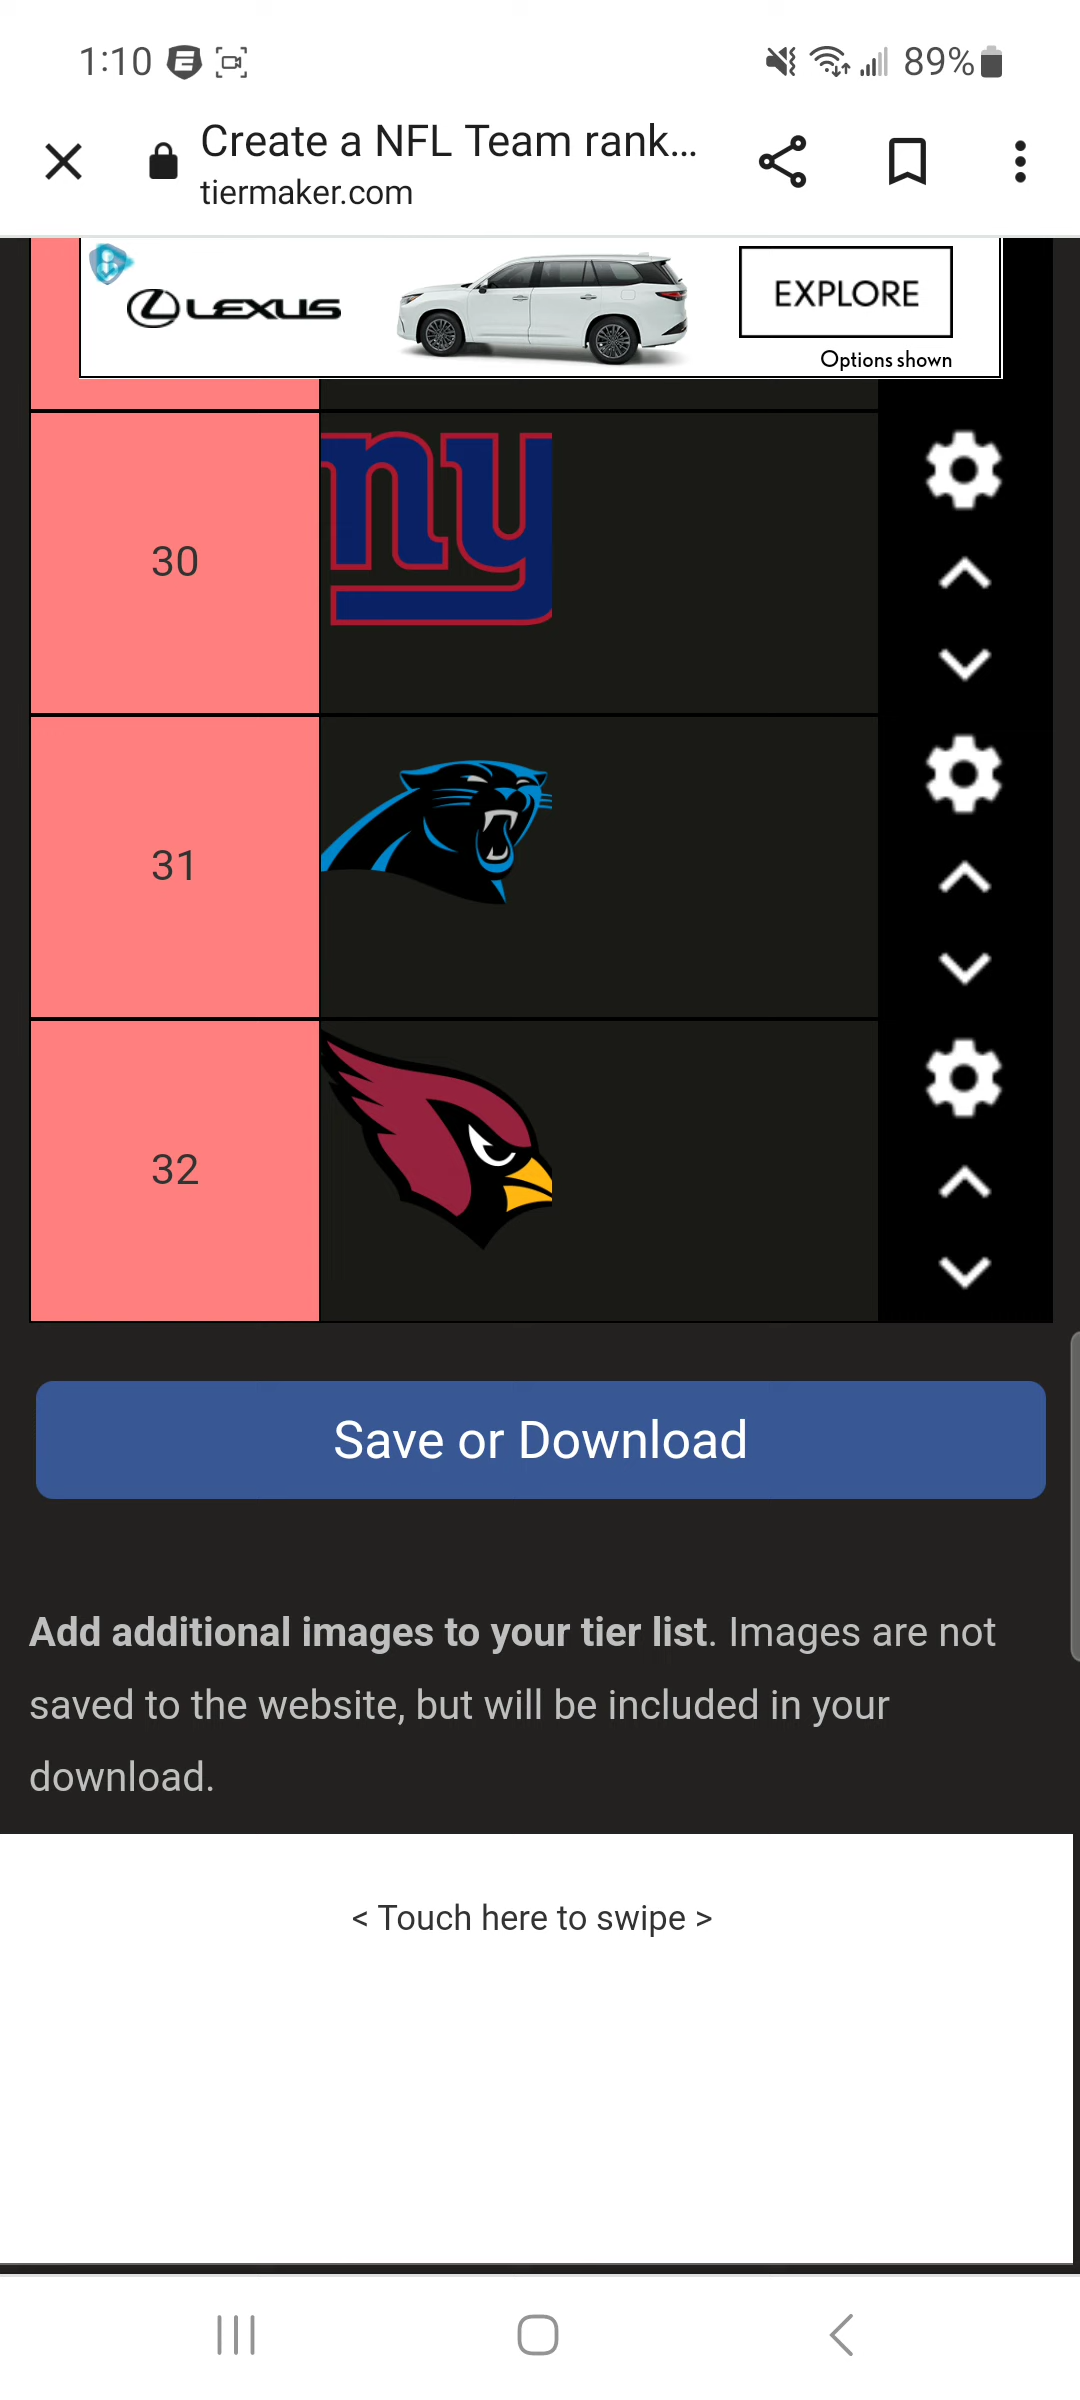 1:10
89%
Create a NFL Team rank...
tiermaker.com
LEXUS
EXPLORE
Options shown
30
ny
31
32
Save or Download
Add additional images to your tier list. Images are not
saved to the website, but will be included in your
download.
< Touch here to swipe >